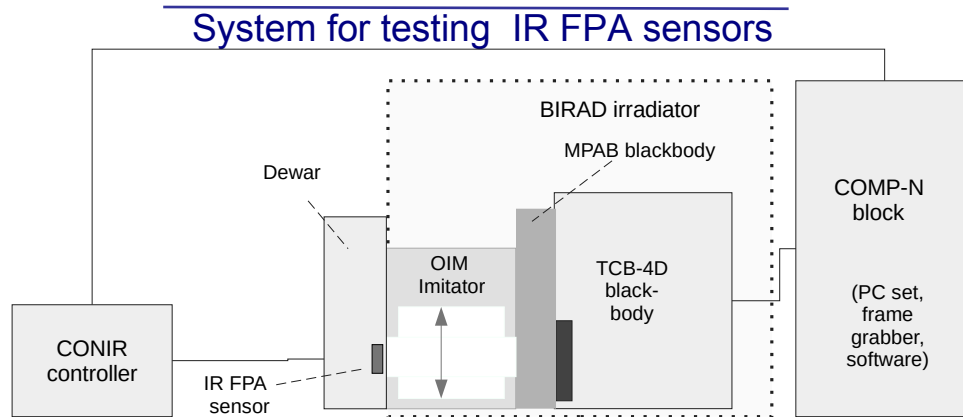 System for testing IR FPA sensors
BIRAD irradiator
MPAB blackbody
Dewar
COMP-N
block
(PC set,
frame
grabber,
software)
OIM
Imitator
TCB-4D
black-
body
CONIR
controller
IR FPA
sensor